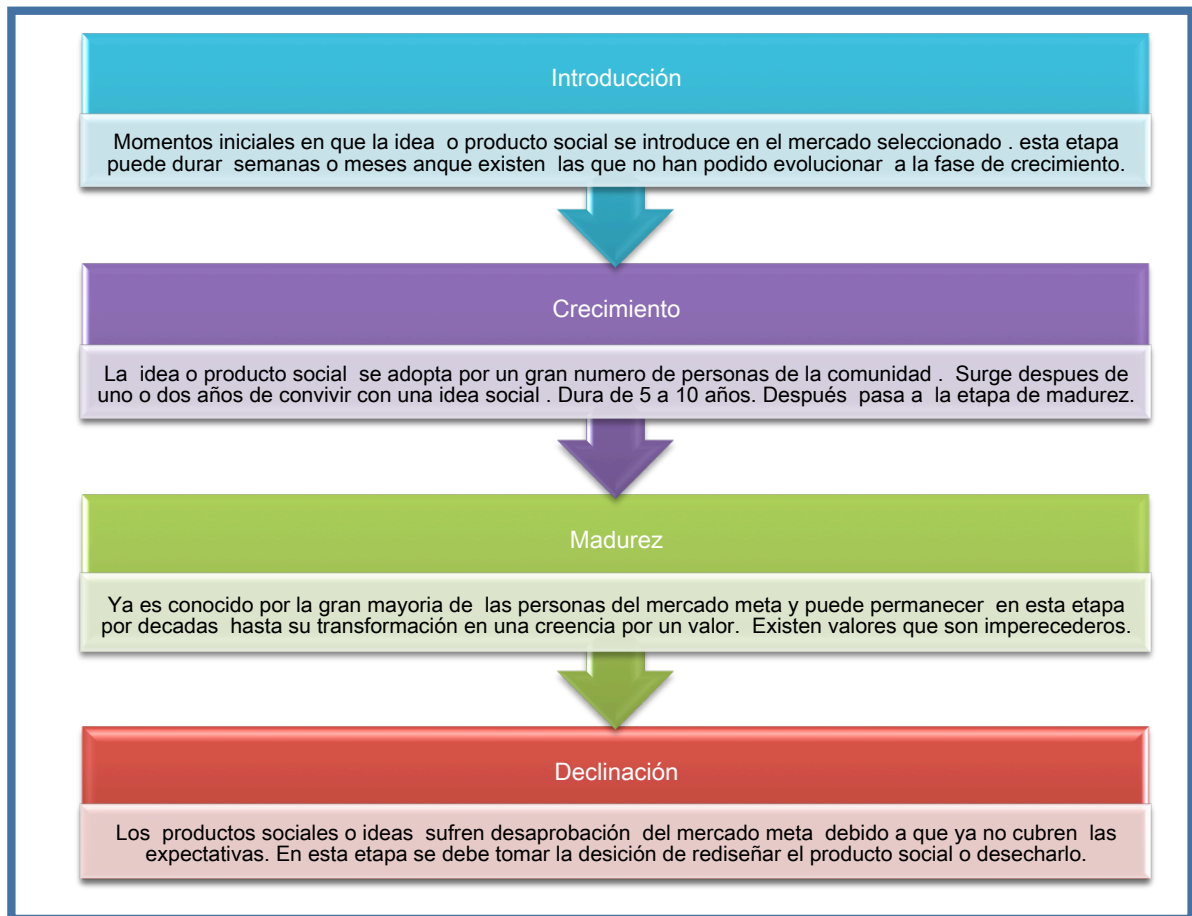 Introducción
Momentos iniciales en que la idea o producto social se introduce en el mercado seleccionado . esta etapa
puede durar semanas o meses anque existen las que no han podido evolucionar a la fase de crecimiento.
Crecimiento
La idea o producto social se adopta por un gran numero de personas de la comunidad . Surge despues de
uno o dos años de convivir con una idea social . Dura de 5 a 10 años. Después pasa a la etapa de madurez.
Madurez
Ya es conocido por la gran mayoria de las personas del mercado meta y puede permanecer en esta etapa
por decadas hasta su transformación en una creencia por un valor. Existen valores que son imperecederos.
Declinación
Los productos sociales o ideas sufren desaprobación del mercado meta debido a que ya no cubren las
expectativas. En esta etapa se debe tomar la desición de rediseñar el producto social o desecharlo.